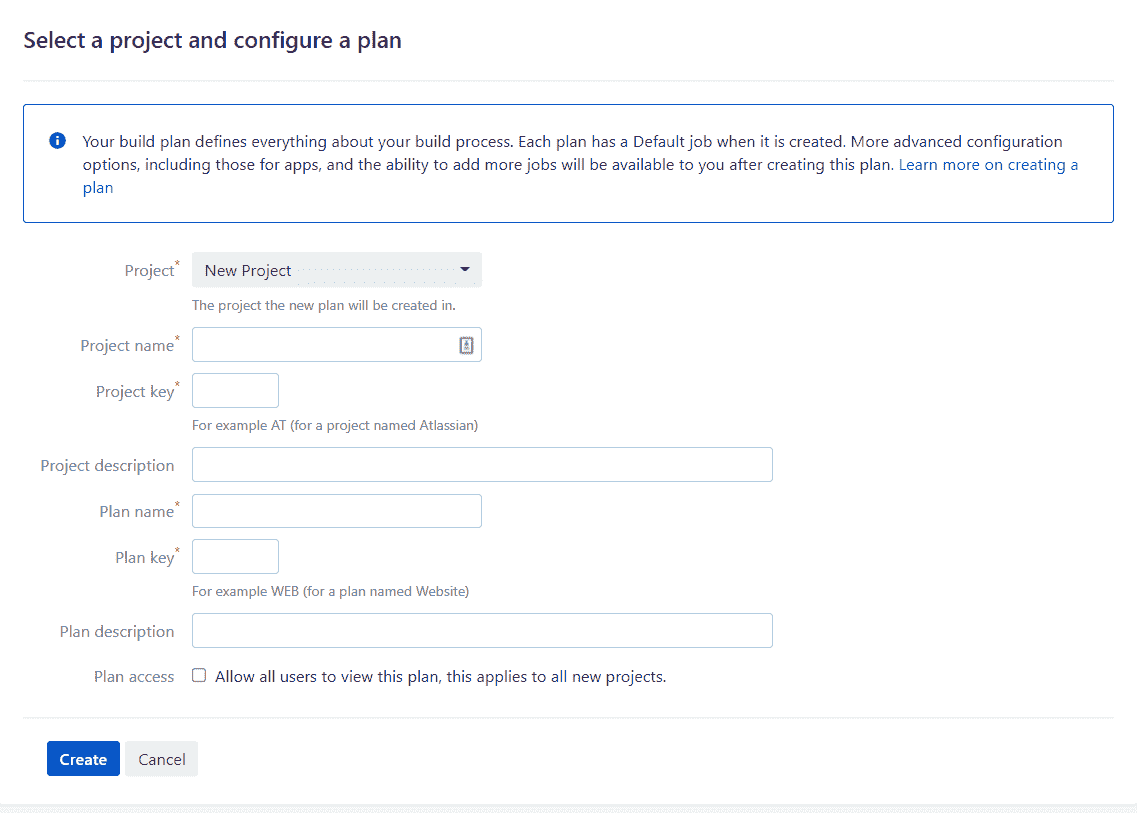 Select a project and configure a plan
Your build plan defines everything about your build process. Each plan has a Default job when it is created. More advanced configuration
options, including those for apps, and the ability to add more jobs will be available to you after creating this plan. Learn more on creating a
plan
Project* New Project
The project the new plan will be created in.
Project name*
Project key*
For example AT (for a project named Atlassian)
Project description
Plan name*
Plan key*
For example WEB (for a plan named Website)
Plan description
Plan access Allow all users to view this plan, this applies to all new projects.
Create Cancel